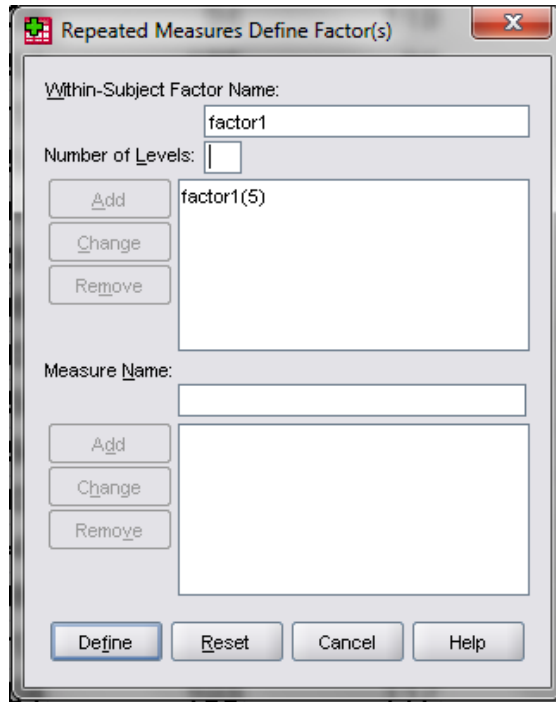 Repeated Measures Define Factor(s)
Within-Subject Factor Name:
factor1
Number of Levels:
Add
Change
Remove
factor1(5)
Measure Name:
Add
Change
Remove
Define Reset Cancel Help